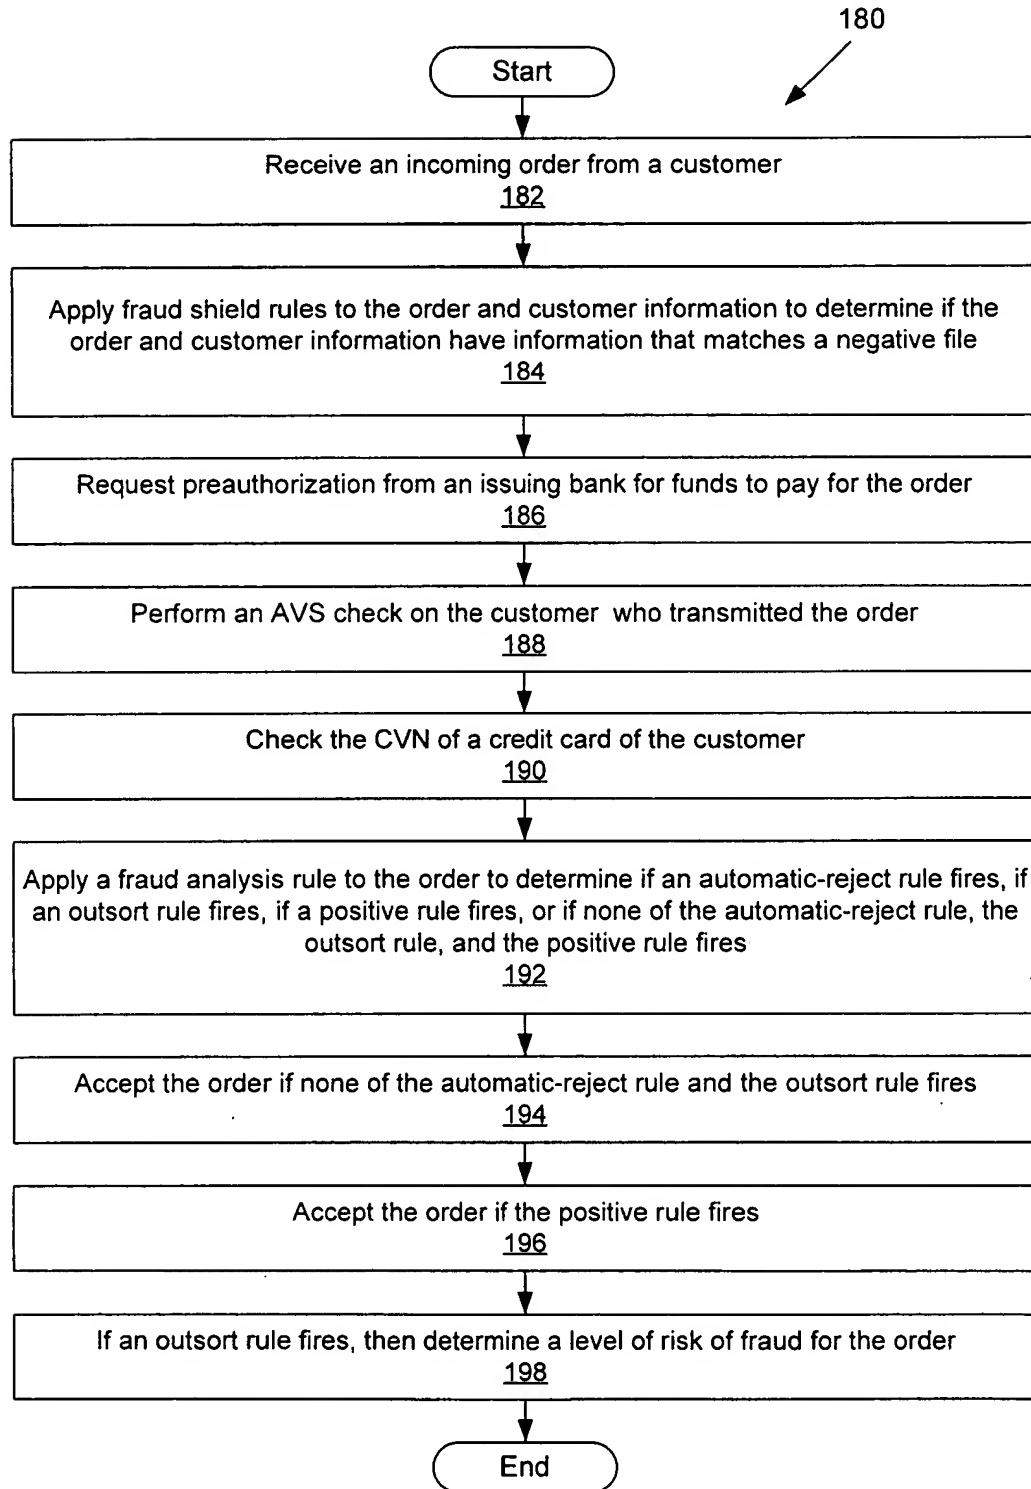 180
Start
Receive an incoming order from a customer
182
Apply fraud shield rules to the order and customer information to determine if the
order and customer information have information that matches a negative file
184
Request preauthorization from an issuing bank for funds to pay for the order
186
Perform an AVS check on the customer who transmitted the order
188
Check the CVN of a credit card of the customer
190
Apply a fraud analysis rule to the order to determine if an automatic-reject rule fires, if
an outsort rule fires, if a positive rule fires, or if none of the automatic-reject rule, the
outsort rule, and the positive rule fires
192
Accept the order if none of the automatic-reject rule and the outsort rule fires
194
Accept the order if the positive rule fires
196
If an outsort rule fires, then determine a level of risk of fraud for the order
198
End